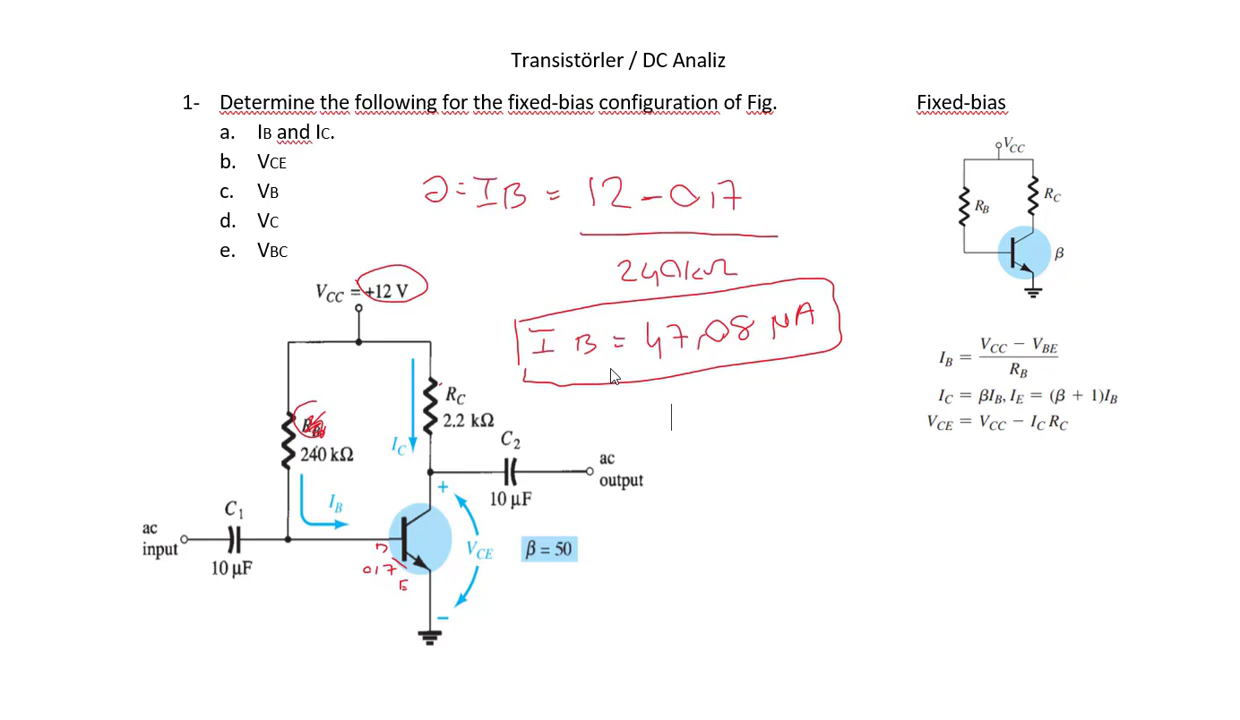 Transistörler / DC Analiz
1- Determine the following for the fixed-bias configuration of Fig.
a. IB and IC.
b. VCE
c. VB
d. VC
e. VBC
a: IB = 12 - 0,7
240kΩ
IB = 47,08 μA
VCC = +12 V
RC
2.2 kΩ
240 kΩ
IC
C2
10 μF
ac
output
IB
C1
ac
input
10 μF
+
VCE
−
β = 50
0,7
E
Fixed-bias
VCC
RC
RB
β
IB = VCC − VBE
RB
IC = βIB, IE = (β + 1)IB
VCE = VCC − ICRC